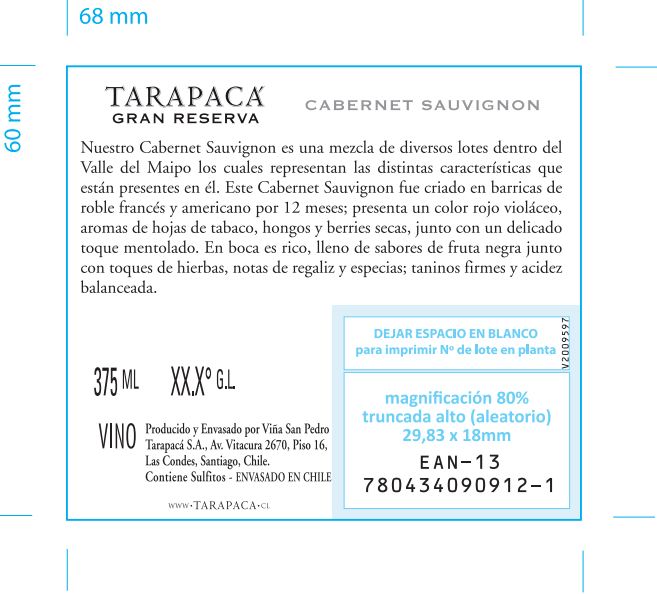 68 mm
60 mm
TARAPACÁ
GRAN RESERVA
CABERNET SAUVIGNON
Nuestro Cabernet Sauvignon es una mezcla de diversos lotes dentro del
Valle del Maipo los cuales representan las distintas características que
están presentes en él. Este Cabernet Sauvignon fue criado en barricas de
roble francés y americano por 12 meses; presenta un color rojo violáceo,
aromas de hojas de tabaco, hongos y berries secas, junto con un delicado
toque mentolado. En boca es rico, lleno de sabores de fruta negra junto
con toques de hierbas, notas de regaliz y especias; taninos firmes y acidez
balanceada.
375 ML XX.X° G.L.
VINO
Producido y Envasado por Viña San Pedro
Tarapacá S.A., Av. Vitacura 2670, Piso 16,
Las Condes, Santiago, Chile.
Contiene Sulfitos - ENVASADO EN CHILE
WWW·TARAPACA·CL
DEJAR ESPACIO EN BLANCO
para imprimir Nº de lote en planta
V2009597
magnificación 80%
truncada alto (aleatorio)
29,83 x 18mm
EAN-13
780434090912-1